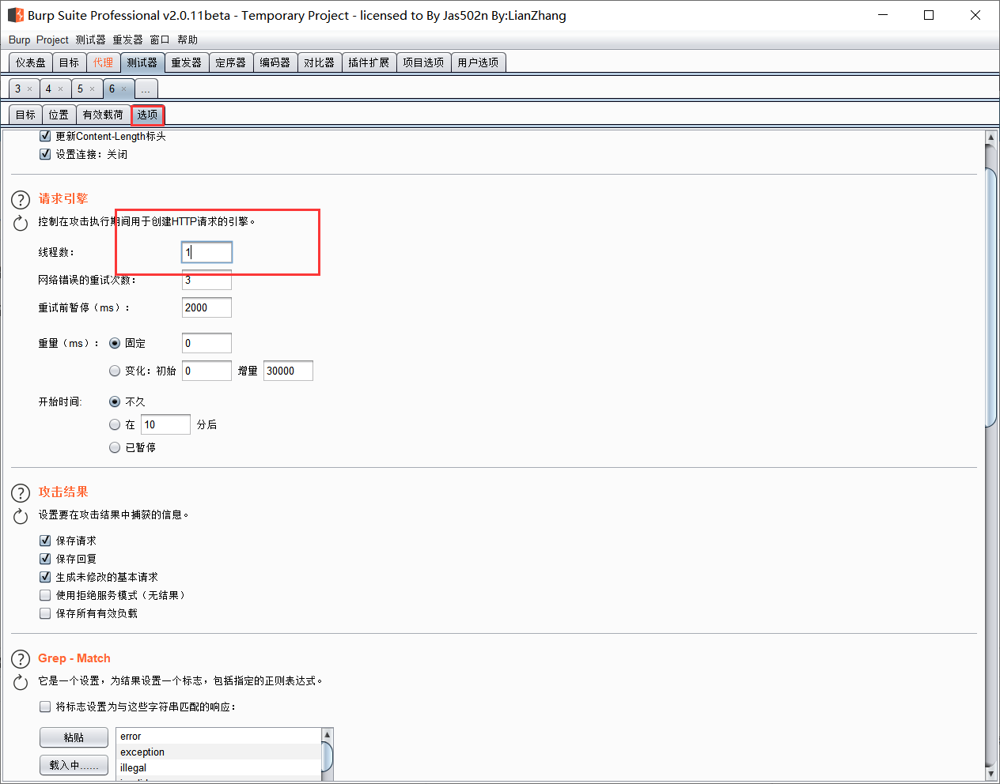 Burp Suite Professional v2.0.11beta - Temporary Project - licensed to By Jas502n By:LianZhang
Burp Project 测试器 重发器 窗口 帮助
仪表盘 目标 代理 测试器 重发器 定序器 编码器 对比器 插件扩展 项目选项 用户选项
3 × 4 × 5 × 6 × ...
目标 位置 有效载荷 选项
更新Content-Length标头
设置连接：关闭
请求引擎
控制在攻击执行期间用于创建HTTP请求的引擎。
线程数： 1
网络错误的重试次数： 3
重试前暂停（ms）： 2000
重量（ms）： 固定 0
变化：初始 0 增量 30000
开始时间: 不久
在 10 分后
已暂停
攻击结果
设置要在攻击结果中捕获的信息。
保存请求
保存回复
生成未修改的基本请求
使用拒绝服务模式（无结果）
保存所有有效负载
Grep - Match
它是一个设置，为结果设置一个标志，包括指定的正则表达式。
将标志设置为与这些字符串匹配的响应：
粘贴 error
exception
载入中...... illegal